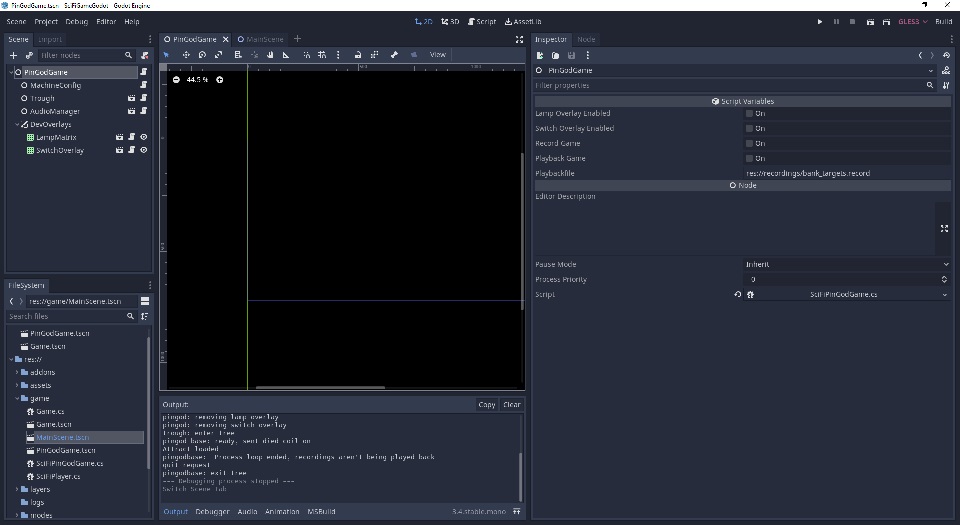 PinGodGame.tscn - SciFiGameGodot - Godot Engine
Scene Project Debug Editor Help
2D 3D Script AssetLib
GLES3 Build
Scene Import
Filter nodes
PinGodGame
MachineConfig
Trough
AudioManager
DevOverlays
LampMatrix
SwitchOverlay
FileSystem
res://game/MainScene.tscn
Search files
PinGodGame.tscn
Game.tscn
res://
addons
assets
game
Game.cs
Game.tscn
MainScene.tscn
PinGodGame.tscn
SciFiPinGodGame.cs
SciFiPlayer.cs
layers
logs
modes
PinGodGame MainScene
View
44.5 %
Output:
Copy Clear
pingod: removing lamp overlay
pingod: removing switch overlay
trough: enter tree
pingod base: ready, sent died coil on
Attract loaded
pingodbase: Process loop ended, recordings aren't being played back
quit request
pingodbase: exit tree
--- Debugging process stopped ---
Switch Scene Tab
Output Debugger Audio Animation MSBuild
3.4.stable.mono
Inspector Node
PinGodGame
Filter properties
Script Variables
Lamp Overlay Enabled On
Switch Overlay Enabled On
Record Game On
Playback Game On
Playbackfile res://recordings/bank_targets.record
Node
Editor Description
Pause Mode Inherit
Process Priority 0
Script SciFiPinGodGame.cs